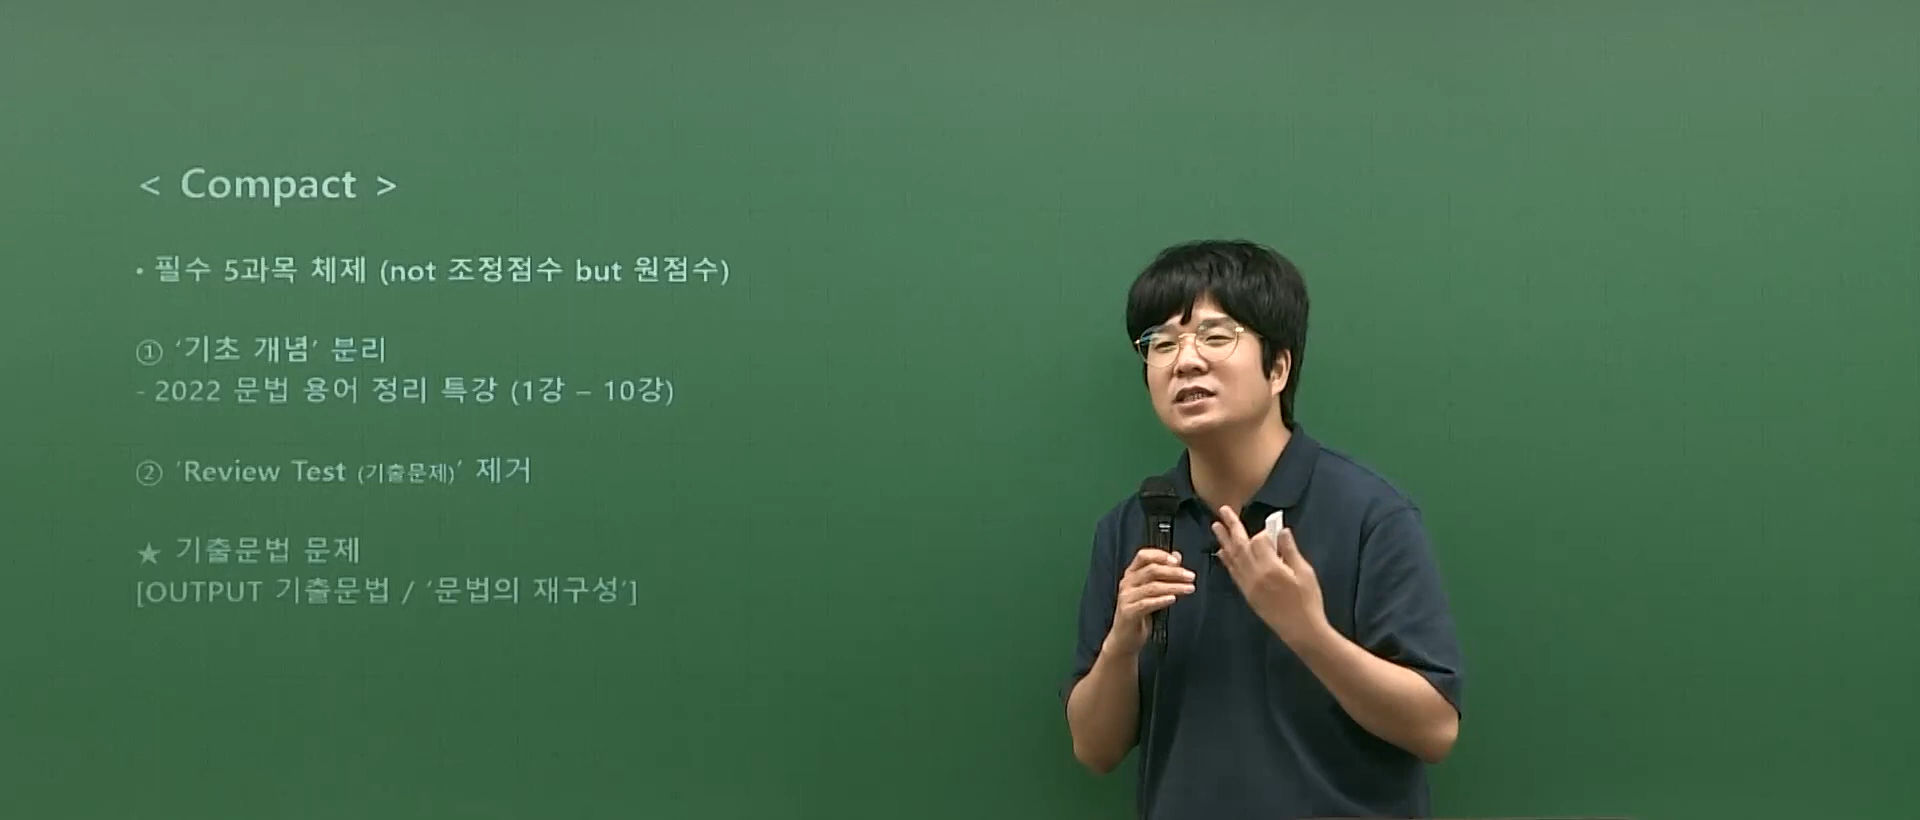 < Compact >
• 필수 5과목 체제 (not 조정점수 but 원점수)
① ‘기초 개념’ 분리
- 2022 문법 용어 정리 특강 (1강 – 10강)
② ‘Review Test (기출문제)’ 제거
★ 기출문법 문제
[OUTPUT 기출문법 / ‘문법의 재구성’]